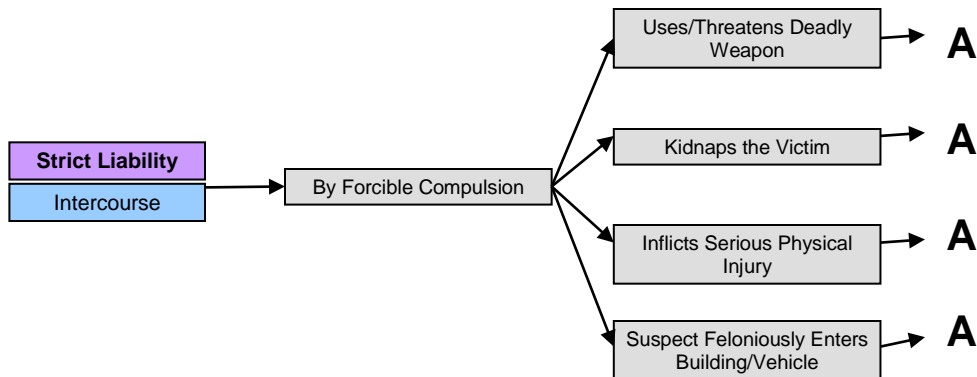 Strict Liability
Intercourse
By Forcible Compulsion
Uses/Threatens Deadly
Weapon
A
Kidnaps the Victim
A
Inflicts Serious Physical
Injury
A
Suspect Feloniously Enters
Building/Vehicle
A